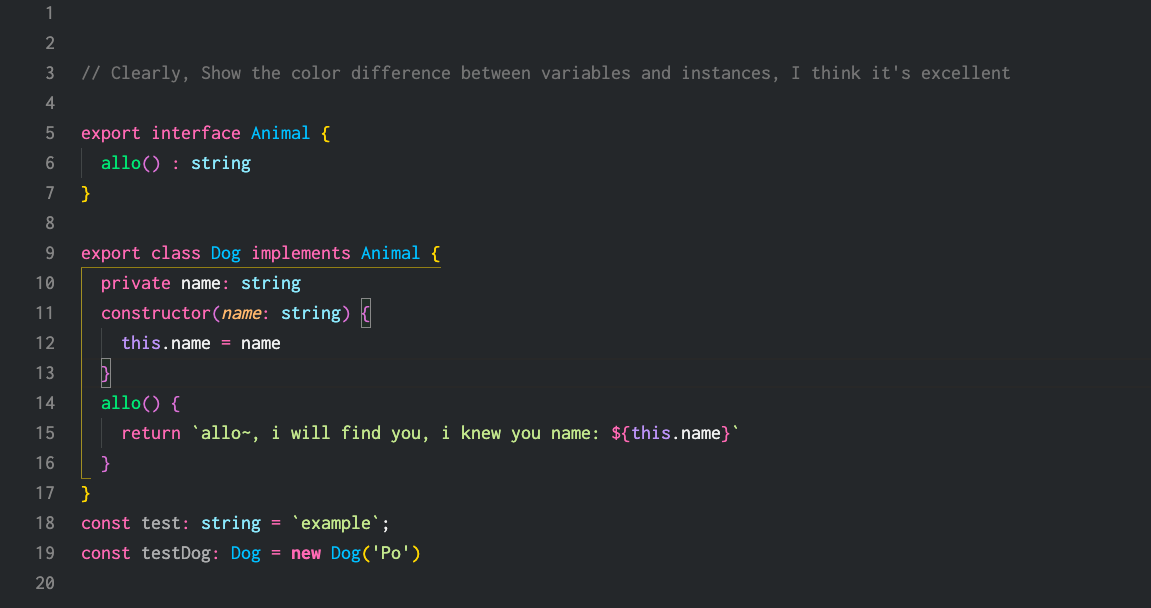 1
2
3 // Clearly, Show the color difference between variables and instances, I think it's excellent
4
5 export interface Animal {
6   allo() : string
7 }
8
9 export class Dog implements Animal {
10   private name: string
11   constructor(name: string) {
12     this.name = name
13   }
14   allo() {
15     return `allo~, i will find you, i knew you name: ${this.name}`
16   }
17 }
18 const test: string = `example`;
19 const testDog: Dog = new Dog('Po')
20